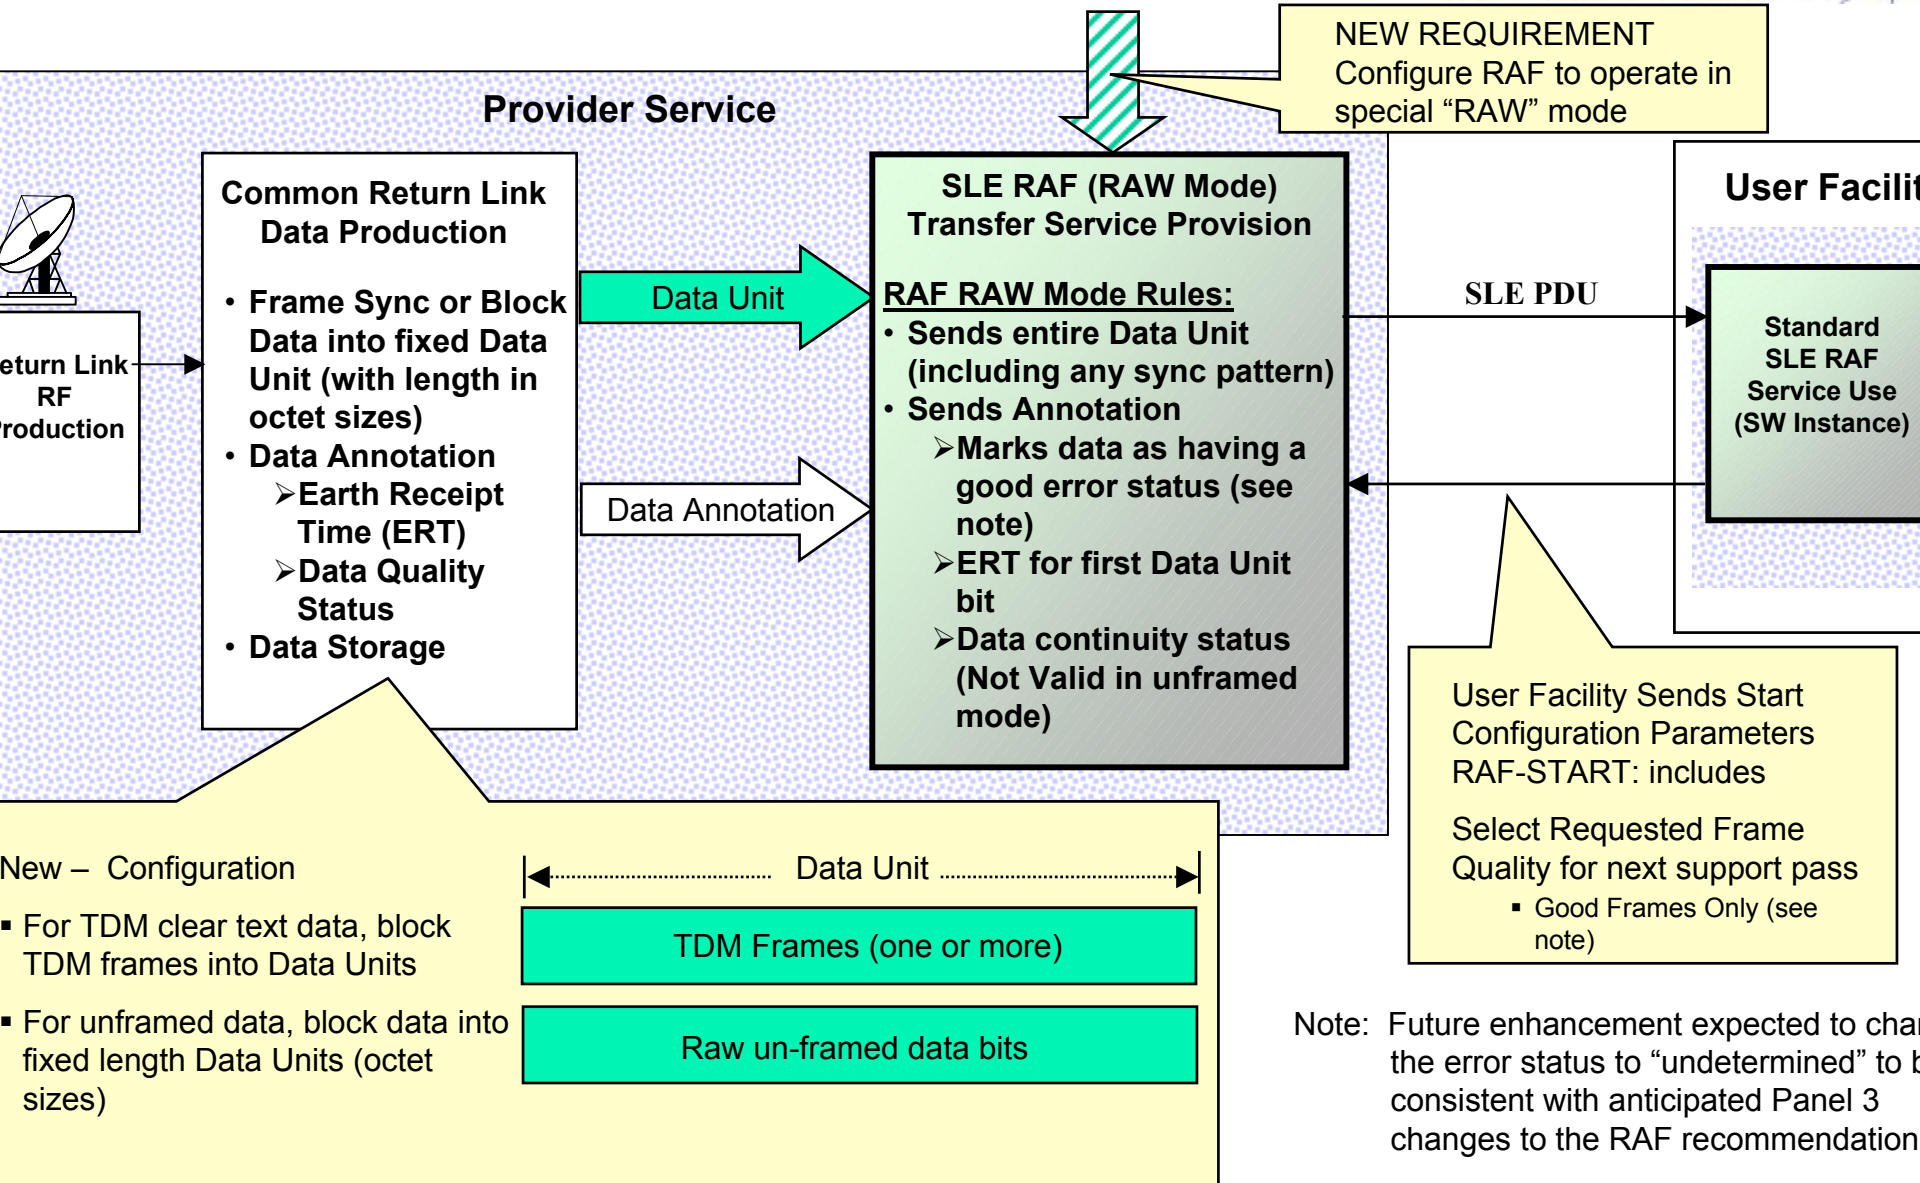 NEW REQUIREMENT
Configure RAF to operate in
special “RAW” mode
Provider Service
eturn Link
RF
roduction
Common Return Link
Data Production
• Frame Sync or Block
Data into fixed Data
Unit (with length in
octet sizes)
• Data Annotation
➢Earth Receipt
Time (ERT)
➢Data Quality
Status
• Data Storage
Data Unit
Data Annotation
SLE RAF (RAW Mode)
Transfer Service Provision
RAF RAW Mode Rules:
• Sends entire Data Unit
(including any sync pattern)
• Sends Annotation
➢Marks data as having a
good error status (see
note)
➢ERT for first Data Unit
bit
➢Data continuity status
(Not Valid in unframed
mode)
SLE PDU
User Facilit
Standard
SLE RAF
Service Use
(SW Instance)
User Facility Sends Start
Configuration Parameters
RAF-START: includes
Select Requested Frame
Quality for next support pass
▪ Good Frames Only (see
note)
New – Configuration
▪ For TDM clear text data, block
TDM frames into Data Units
▪ For unframed data, block data into
fixed length Data Units (octet
sizes)
Data Unit
TDM Frames (one or more)
Raw un-framed data bits
Note: Future enhancement expected to chan
the error status to “undetermined” to b
consistent with anticipated Panel 3
changes to the RAF recommendation